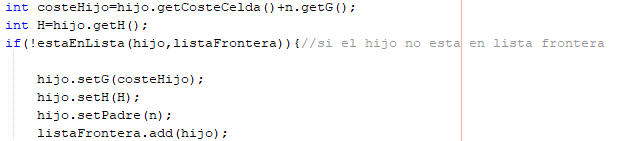 int costeHijo=hijo.getCosteCelda()+n.getG();
int H=hijo.getH();
if(!estaEnLista(hijo,listaFrontera)){//si el hijo no esta en lista frontera
hijo.setG(costeHijo);
hijo.setH(H);
hijo.setPadre(n);
listaFrontera.add(hijo);